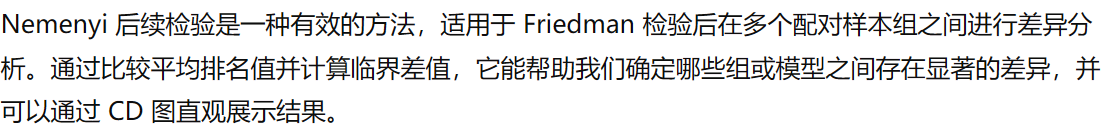 Nemenyi 后续检验是一种有效的方法，适用于 Friedman 检验后在多个配对样本组之间进行差异分
析。通过比较平均排名值并计算临界差值，它能帮助我们确定哪些组或模型之间存在显著的差异，并
可以通过 CD 图直观展示结果。